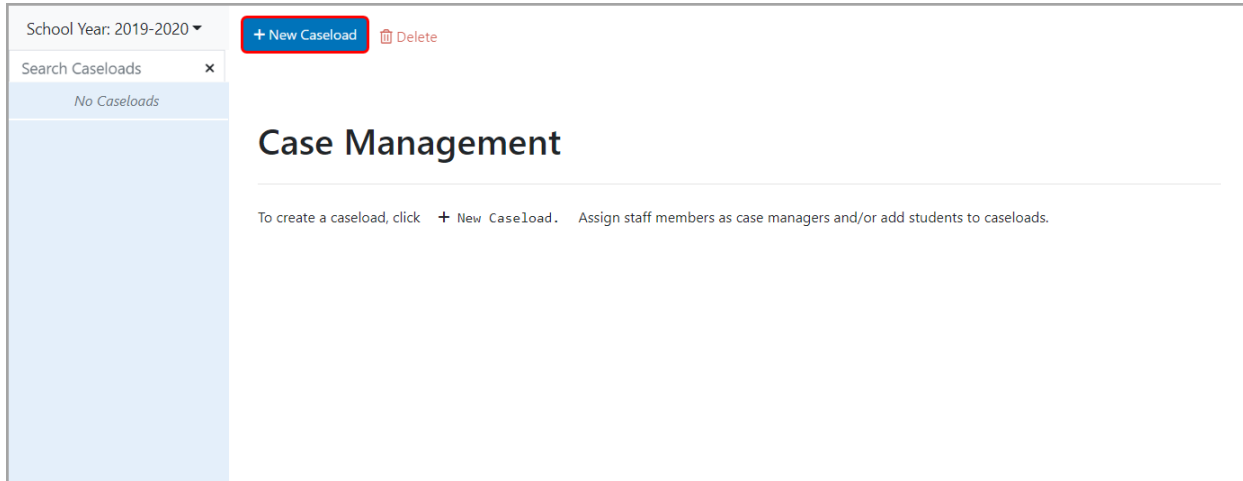 School Year: 2019-2020
+ New Caseload
Delete
Search Caseloads
No Caseloads
Case Management
To create a caseload, click + New Caseload. Assign staff members as case managers and/or add students to caseloads.